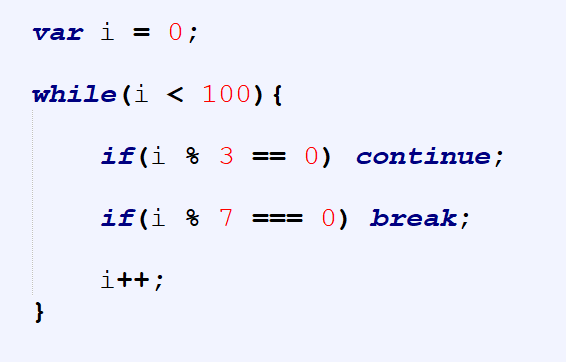 var i = 0;
while(i < 100){
if(i % 3 == 0) continue;
if(i % 7 === 0) break;
i++;
}